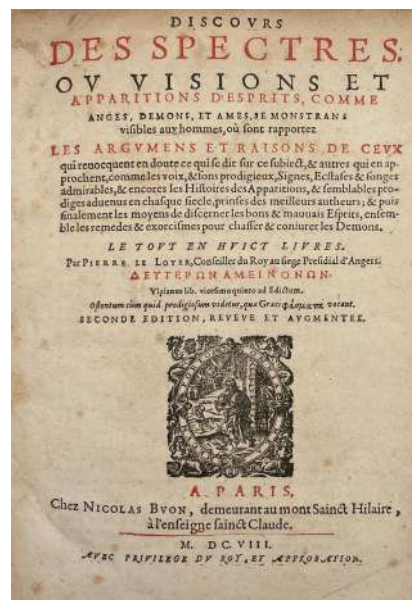 DISCOVRS
DES SPECTRES,
OV VISIONS ET
APPARITIONS D'ESPRITS, COMME
ANGES, DEMONS, ET AMES, SE MONSTRANS
visibles aux hommes, où sont rapportez
LES ARGVMENS ET RAISONS DE CEVX
qui reuocquent en doute ce qui se dit sur ce subiect, & autres qui en ap-
prochent, comme les voix, & sons prodigieux, Signes, Ecstases & songes
admirables, & encores les Histoires des Apparitions, & semblables pro-
diges aduenus en chasque siecle, prinses des meilleurs autheurs; & puis
finalement les moyens de discerner les bons & mauuais Esprits, ensem-
ble les remedes & exorcismes pour chasser & coniurer les Demons.
LE TOVT EN HVICT LIVRES.
Par PIERRE LE LOYER, Conseiller du Roy au siege Presidial d'Angers.
ΔΕΥΤΕΡΩΝ ΑΜΕΙΝΟΝΩΝ.
Vlpianus lib. vicesimoquinto ad Edictum.
Ostentum cum quid prodigiosum videtur, quæ Græci φάσματα vocant.
SECONDE EDITION, REVEVE ET AVGMENTEE.
A PARIS,
Chez NICOLAS BVON, demeurant au mont Sainct Hilaire,
à l'enseigne sainct Claude.
M. DC. VIII.
AVEC PRIVILEGE DV ROY, ET APPROBATION.